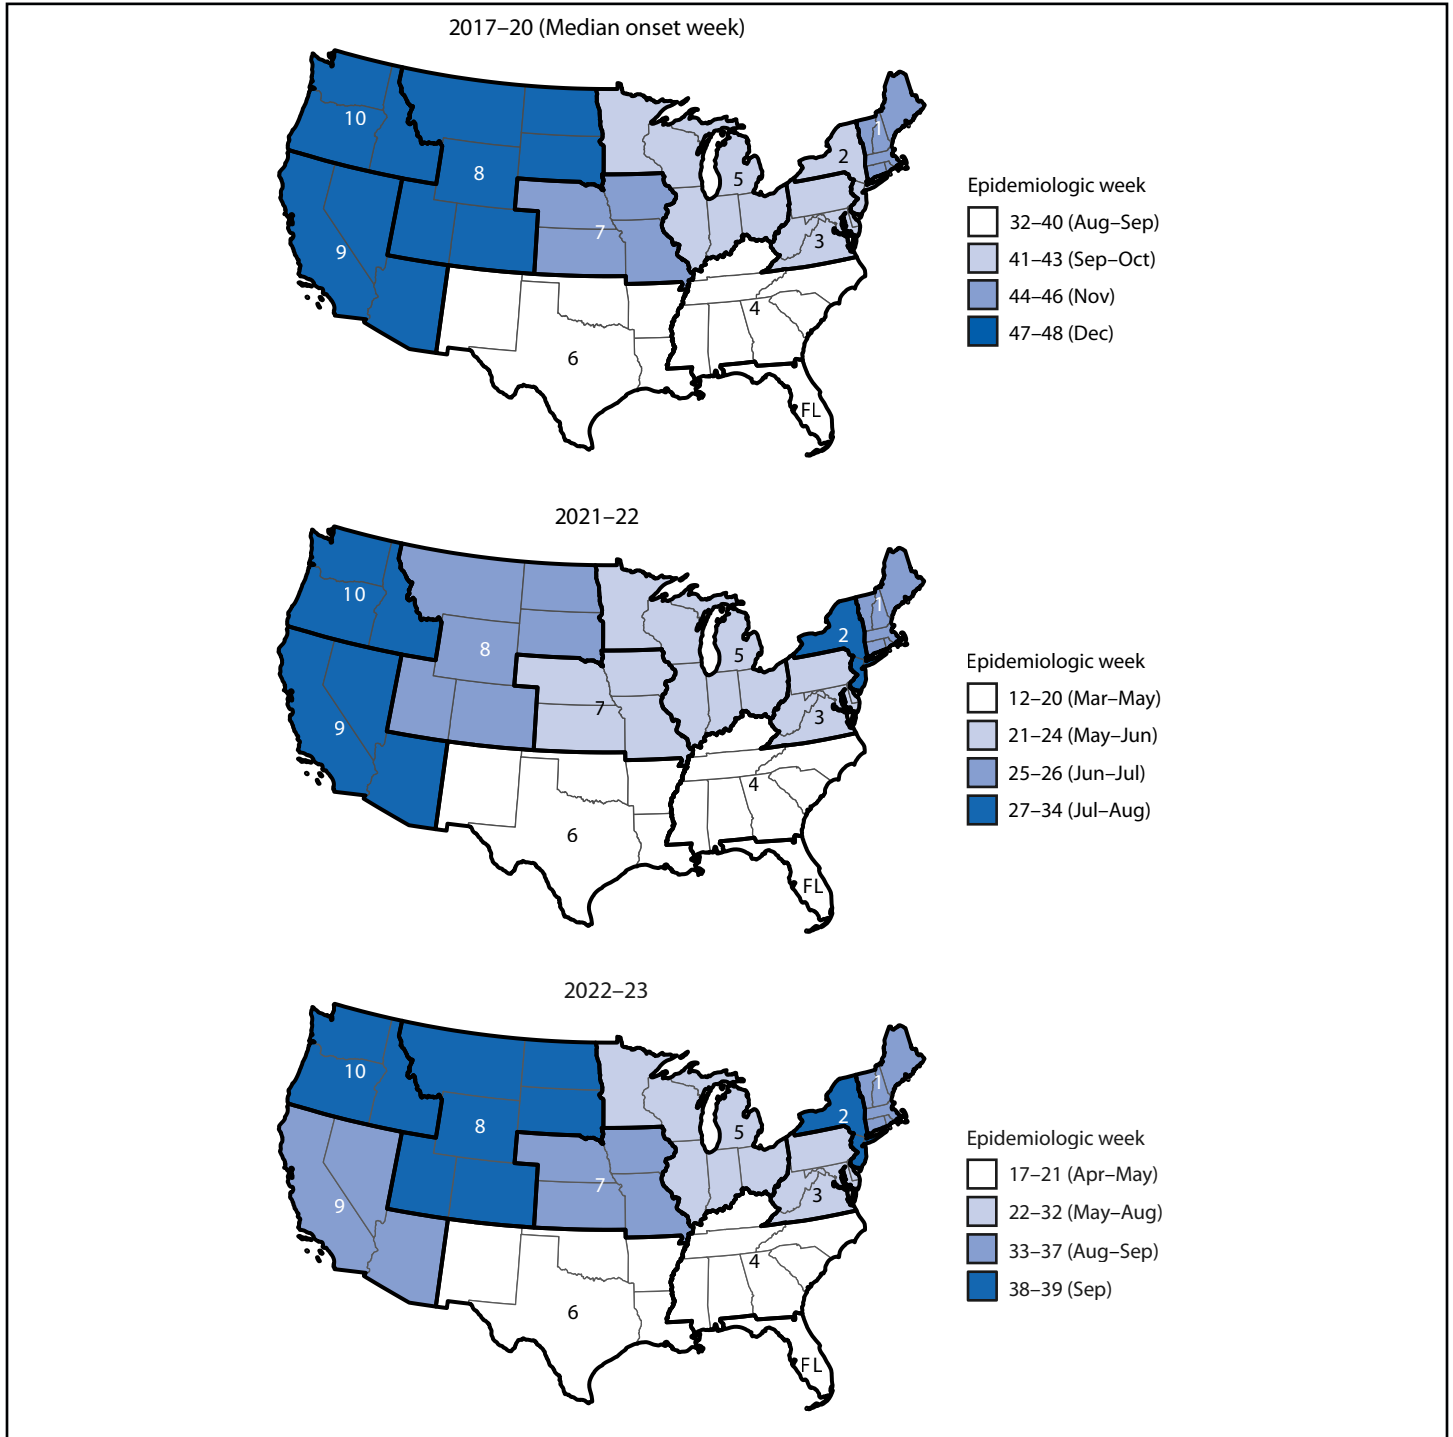 2017–20 (Median onset week)
10
8
9
7
6
5
4
3
2
1
FL
Epidemiologic week
32–40 (Aug–Sep)
41–43 (Sep–Oct)
44–46 (Nov)
47–48 (Dec)
2021–22
10
8
9
7
6
5
4
3
2
1
FL
Epidemiologic week
12–20 (Mar–May)
21–24 (May–Jun)
25–26 (Jun–Jul)
27–34 (Jul–Aug)
2022–23
10
8
9
7
6
5
4
3
2
1
FL
Epidemiologic week
17–21 (Apr–May)
22–32 (May–Aug)
33–37 (Aug–Sep)
38–39 (Sep)